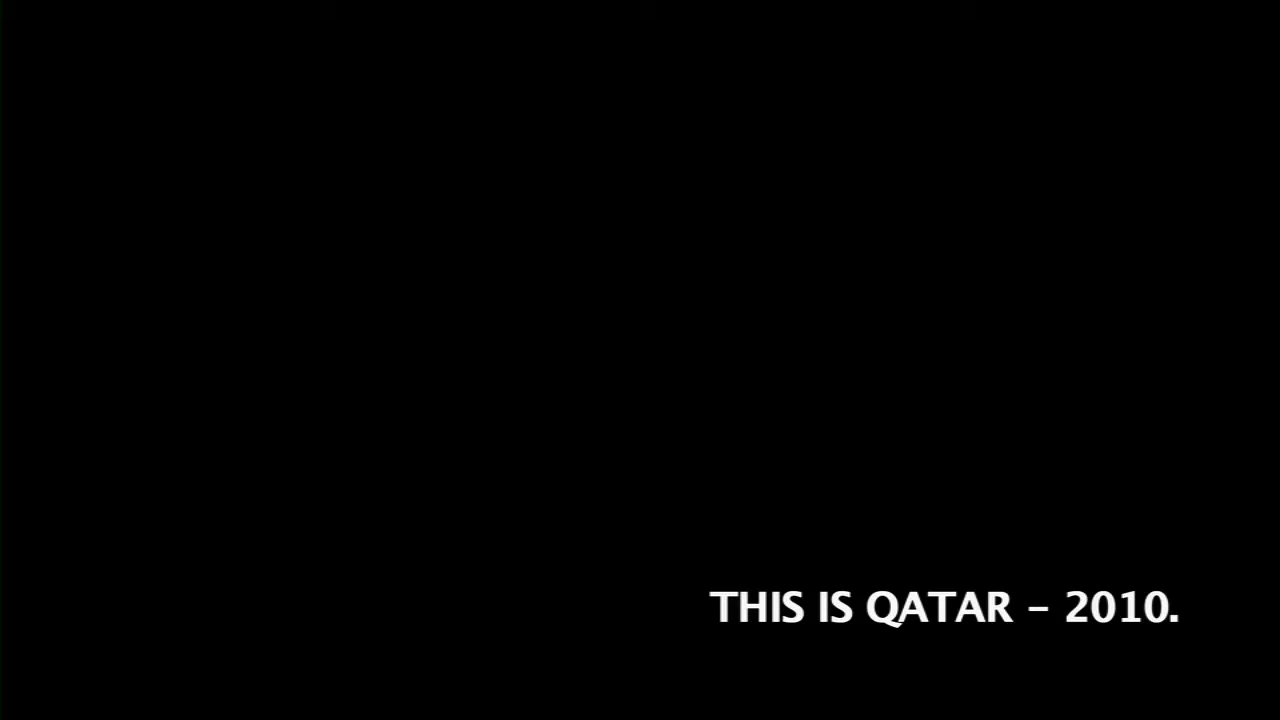 THIS IS QATAR – 2010.